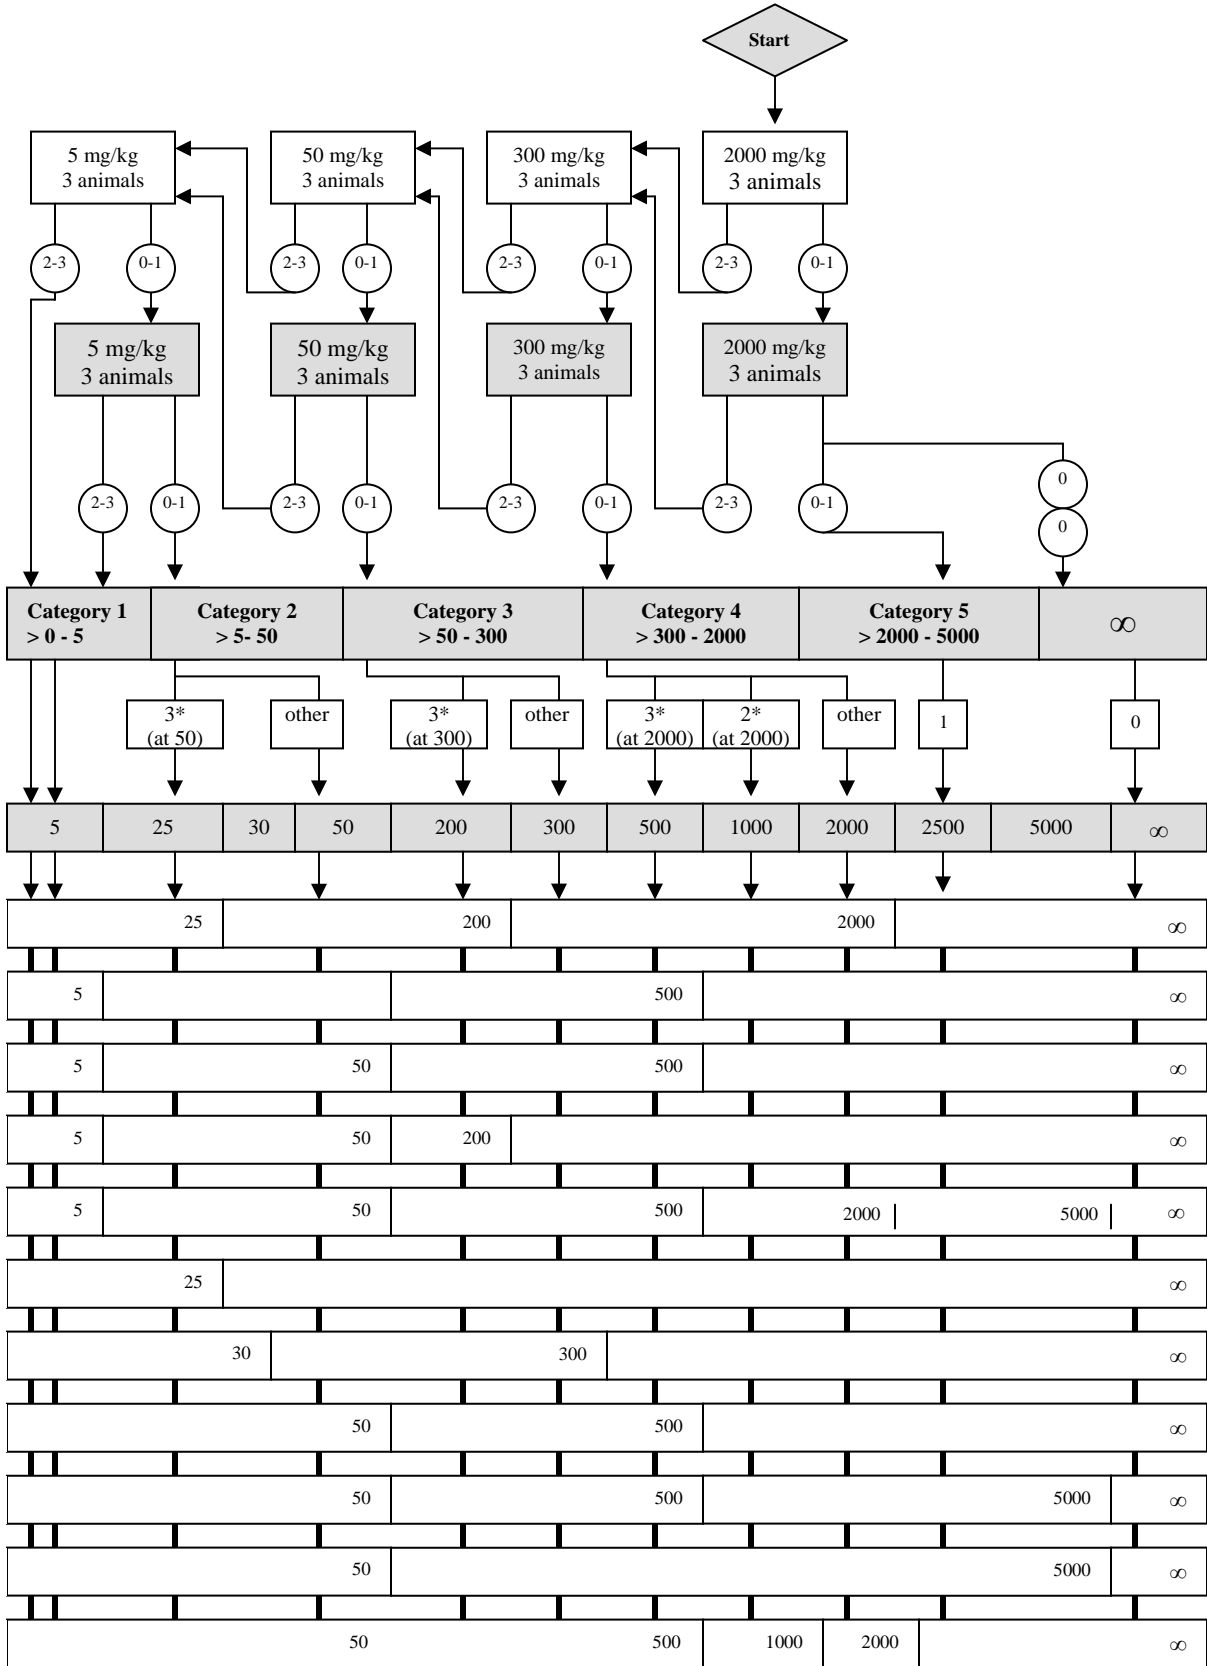 Start
5 mg/kg
3 animals
50 mg/kg
3 animals
300 mg/kg
3 animals
2000 mg/kg
3 animals
2-3
0-1
2-3
0-1
2-3
0-1
2-3
0-1
5 mg/kg
3 animals
50 mg/kg
3 animals
300 mg/kg
3 animals
2000 mg/kg
3 animals
2-3
0-1
2-3
0-1
2-3
0-1
2-3
0-1
0
0
Category 1
> 0 - 5
Category 2
> 5- 50
Category 3
> 50 - 300
Category 4
> 300 - 2000
Category 5
> 2000 - 5000
∞
3*
(at 50)
other
3*
(at 300)
other
3*
(at 2000)
2*
(at 2000)
other
1
0
5 25 30 50 200 300 500 1000 2000 2500 5000 ∞
25 200 2000 ∞
5 500 ∞
5 50 500 ∞
5 50 200 ∞
5 50 500 2000 5000 ∞
25 ∞
30 300 ∞
50 500 ∞
50 500 5000 ∞
50 5000 ∞
50 500 1000 2000 ∞